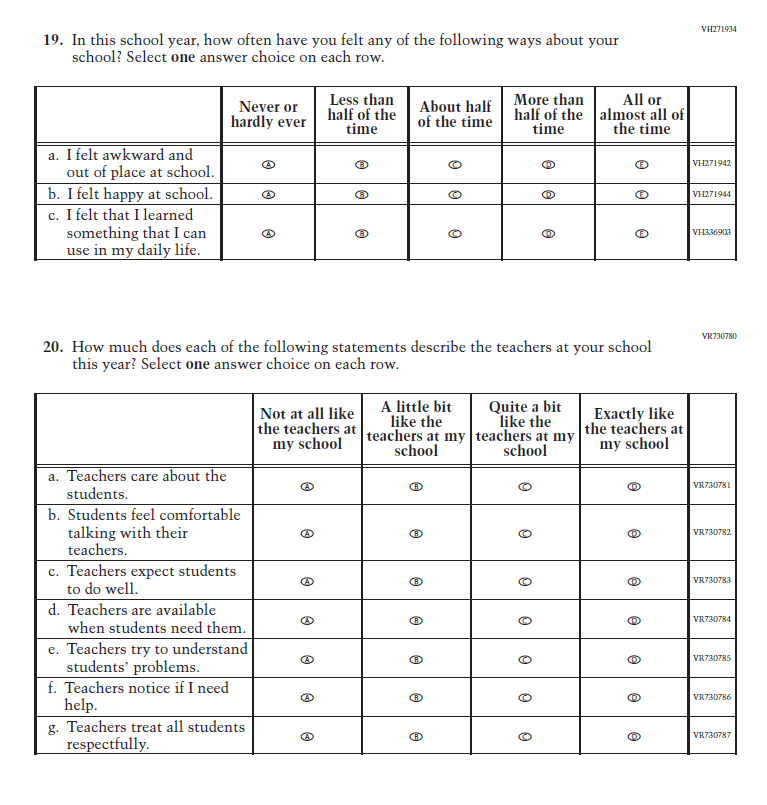 VH271934
19. In this school year, how often have you felt any of the following ways about your
school? Select one answer choice on each row.
Never or
hardly ever
Less than
half of the
time
About half
of the time
More than
half of the
time
All or
almost all of
the time
a. I felt awkward and
out of place at school.
A B C D E VH271942
b. I felt happy at school.
A B C D E VH271944
c. I felt that I learned
something that I can
use in my daily life.
A B C D E VH336903
VR730780
20. How much does each of the following statements describe the teachers at your school
this year? Select one answer choice on each row.
Not at all like
the teachers at
my school
A little bit
like the
teachers at my
school
Quite a bit
like the
teachers at my
school
Exactly like
the teachers at
my school
a. Teachers care about the
students.
A B C D VR730781
b. Students feel comfortable
talking with their
teachers.
A B C D VR730782
c. Teachers expect students
to do well.
A B C D VR730783
d. Teachers are available
when students need them.
A B C D VR730784
e. Teachers try to understand
students' problems.
A B C D VR730785
f. Teachers notice if I need
help.
A B C D VR730786
g. Teachers treat all students
respectfully.
A B C D VR730787